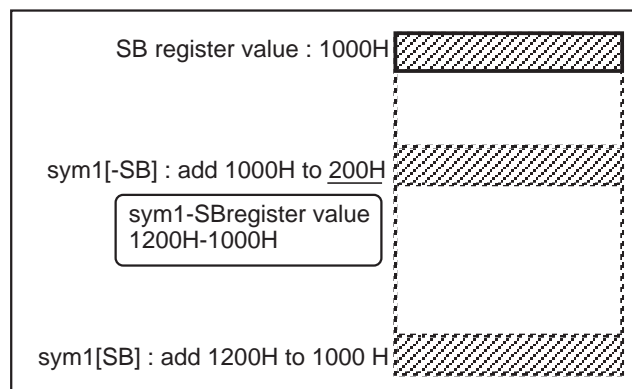 SB register value : 1000H
sym1[-SB] : add 1000H to 200H
sym1-SBregister value
1200H-1000H
sym1[SB] : add 1200H to 1000 H